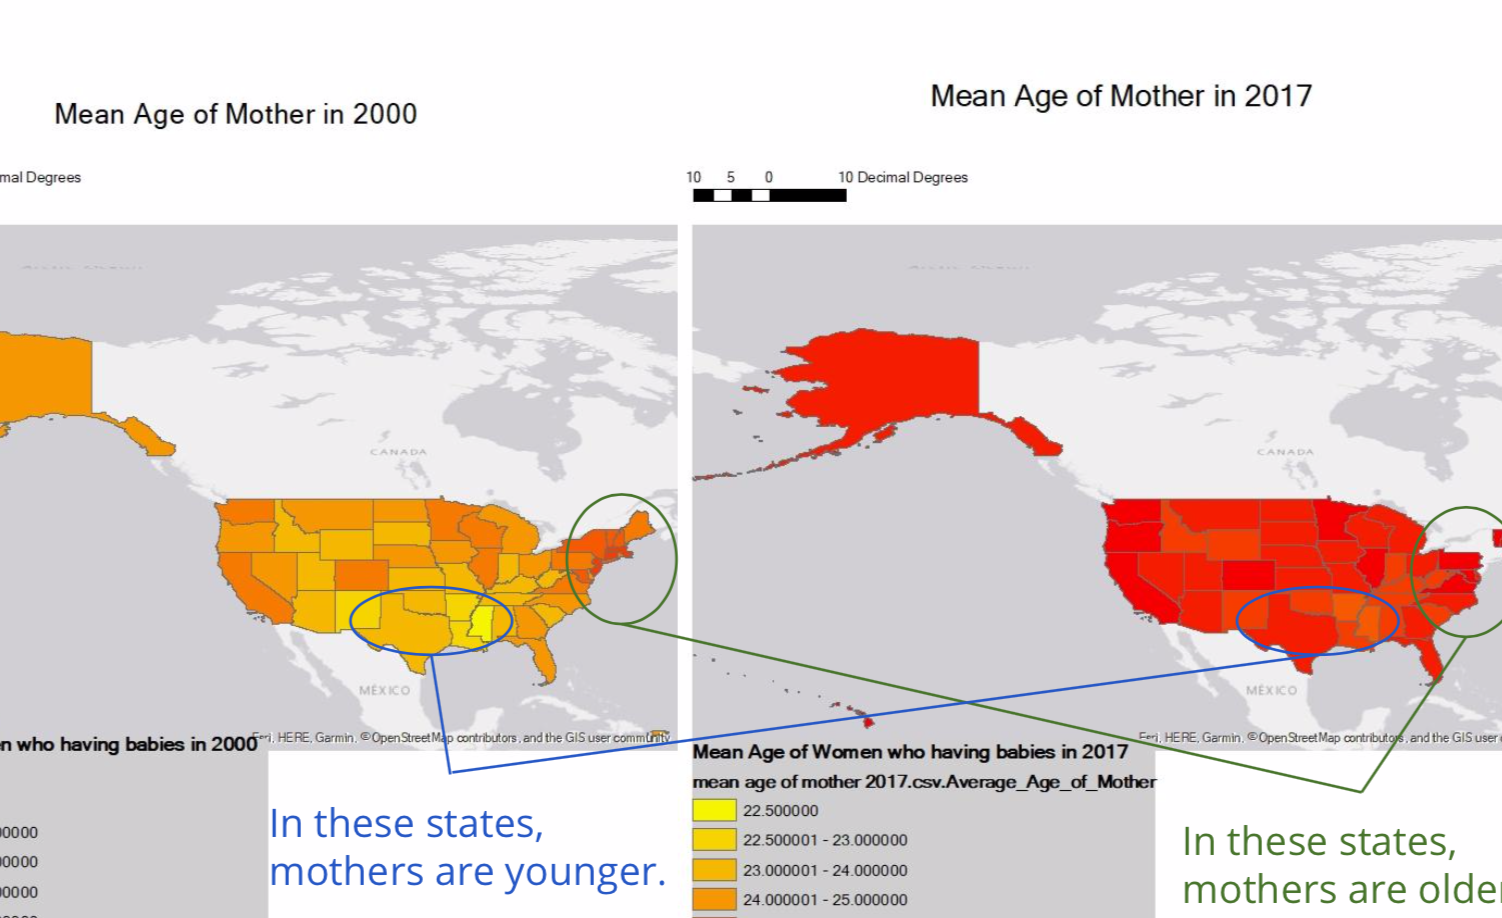 Mean Age of Mother in 2000
Mean Age of Mother in 2017
mal Degrees
10 5 0 10 Decimal Degrees
CANADA
CANADA
MÉXICO
MÉXICO
Esri, HERE, Garmin, © OpenStreetMap contributors, and the GIS user community
Esri, HERE, Garmin, © OpenStreetMap contributors, and the GIS user
n who having babies in 2000
00000
00000
00000
In these states,
mothers are younger.
Mean Age of Women who having babies in 2017
mean age of mother 2017.csv.Average_Age_of_Mother
22.500000
22.500001 - 23.000000
23.000001 - 24.000000
24.000001 - 25.000000
In these states,
mothers are older